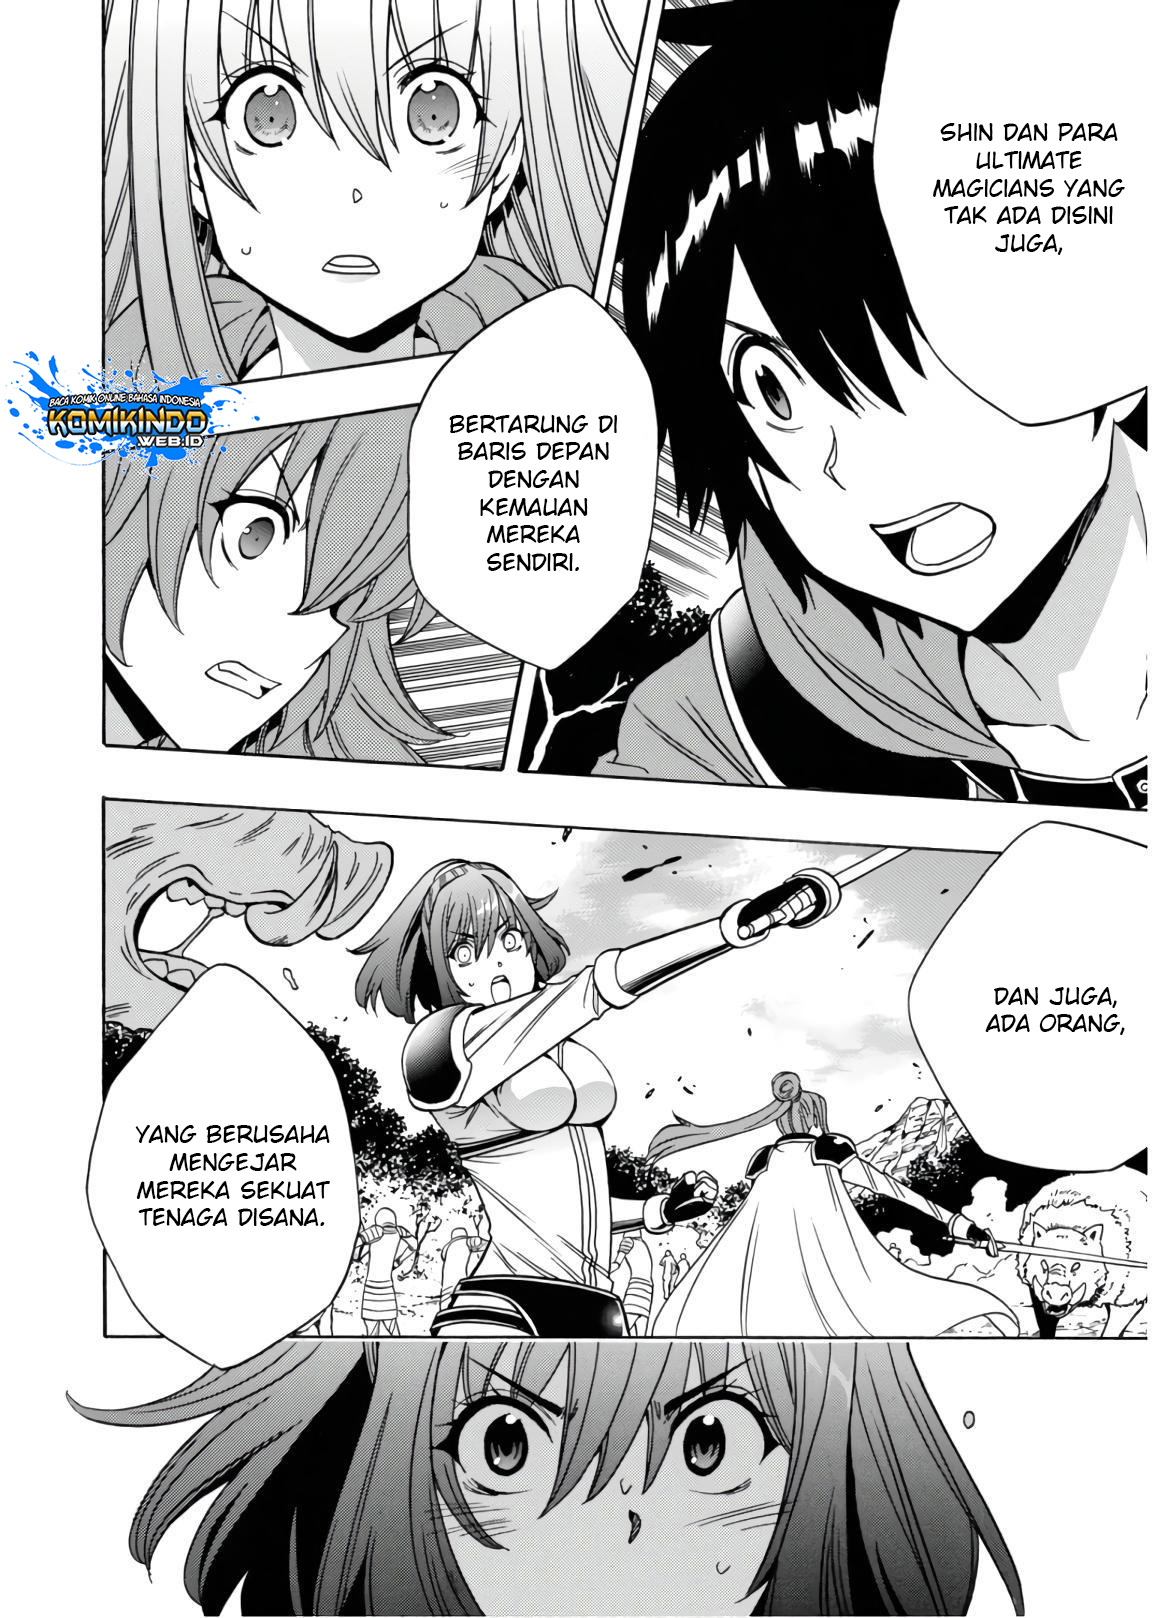 SHIN DAN PARA
ULTIMATE
MAGICIANS YANG
TAK ADA DISINI
JUGA,
BERTARUNG DI
BARIS DEPAN
DENGAN
KEMAUAN
MEREKA
SENDIRI.
BACA KOMIK ONLINE BAHASA INDONESIA
KOMIKINDO
WEB.ID
DAN JUGA,
ADA ORANG,
YANG BERUSAHA
MENGEJAR
MEREKA SEKUAT
TENAGA DISANA.